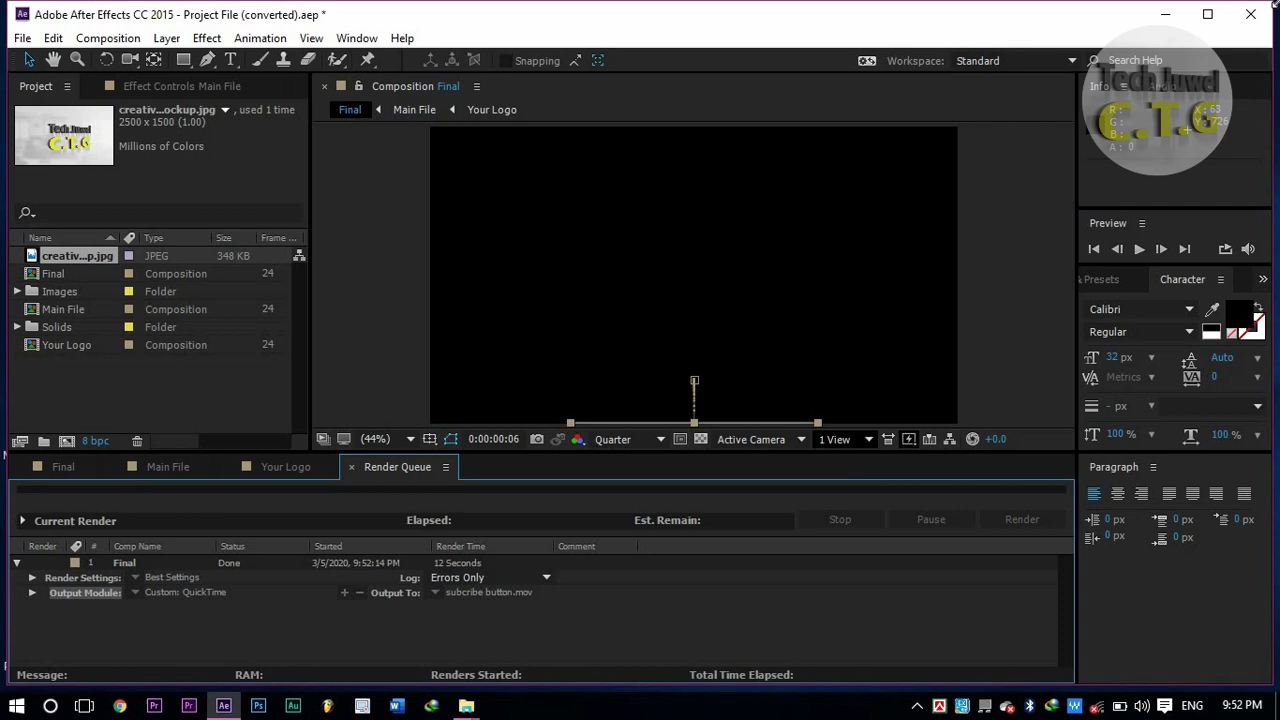 Adobe After Effects CC 2015 - Project File (converted).aep *
File Edit Composition Layer Effect Animation View Window Help
Snapping
Workspace: Standard
Search Help
Project
Effect Controls Main File
Composition Final
Info
Tech Juwel
C.T.G
creativ...ockup.jpg , used 1 time
2500 x 1500 (1.00)
Millions of Colors
Final Main File Your Logo
R :
G :
B :
A : 0
X : 63
Y : 726
Preview
Name Type Size Frame ...
creativ...p.jpg JPEG 348 KB
Final Composition 24
Images Folder
Main File Composition 24
Solids Folder
Your Logo Composition 24
& Presets Character
Calibri
Regular
32 px Auto
Metrics 0
- px
100 % 100 %
8 bpc
(44%) 0:00:00:06 Quarter Active Camera 1 View +0.0
Final Main File Your Logo Render Queue
Paragraph
0 px 0 px 0 px
0 px 0 px
Current Render Elapsed: Est. Remain: Stop Pause Render
Render # Comp Name Status Started Render Time Comment
1 Final Done 3/5/2020, 9:52:14 PM 12 Seconds
Render Settings: Best Settings Log: Errors Only
Output Module: Custom: QuickTime Output To: subcribe button.mov
Message: RAM: Renders Started: Total Time Elapsed:
ENG 9:52 PM